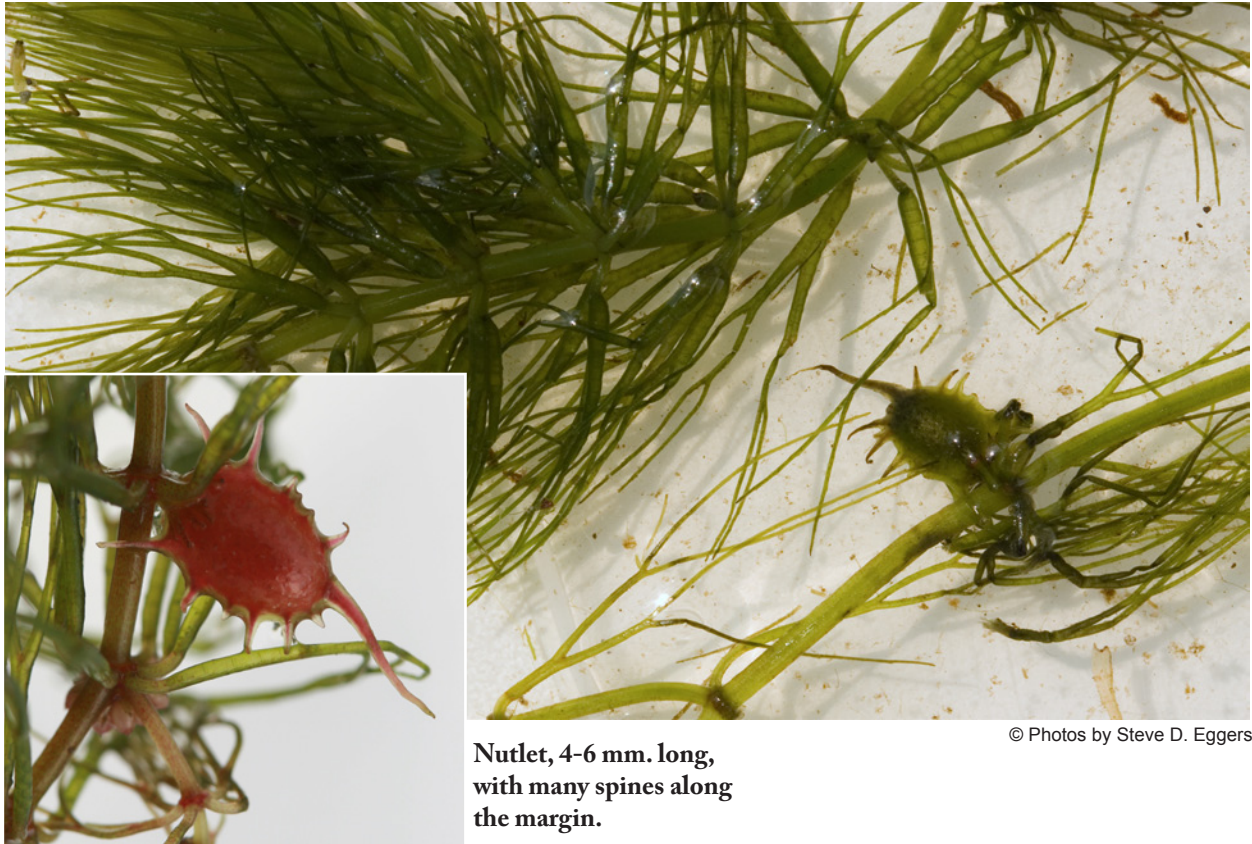 © Photos by Steve D. Eggers
Nutlet, 4-6 mm. long,
with many spines along
the margin.